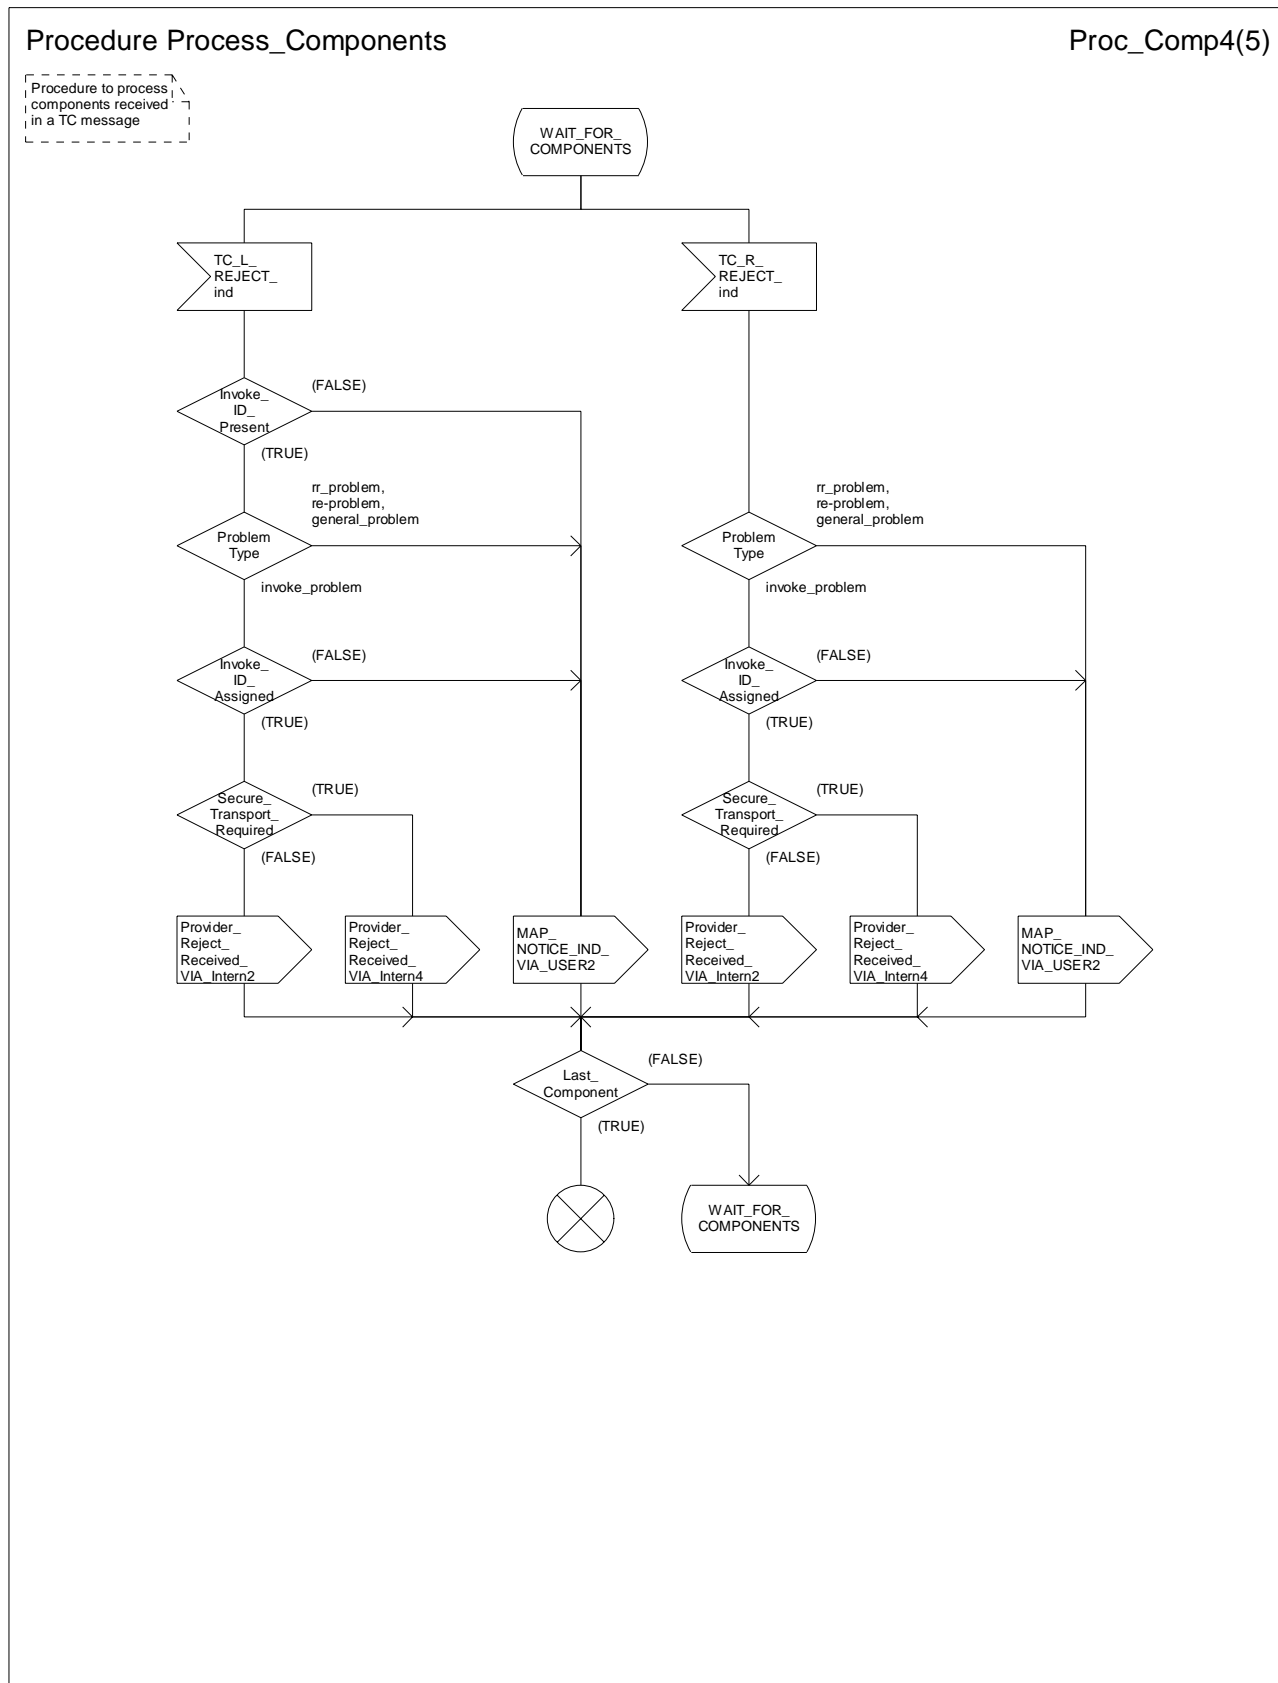 Procedure Process_Components
Proc_Comp4(5)
Procedure to process
components received
in a TC message
WAIT_FOR_
COMPONENTS
TC_L_
REJECT_
ind
TC_R_
REJECT_
ind
Invoke_
ID_
Present
(FALSE)
(TRUE)
rr_problem,
re-problem,
general_problem
Problem
Type
invoke_problem
rr_problem,
re-problem,
general_problem
Problem
Type
invoke_problem
Invoke_
ID_
Assigned
(FALSE)
(TRUE)
Invoke_
ID_
Assigned
(FALSE)
(TRUE)
Secure_
Transport_
Required
(TRUE)
(FALSE)
Secure_
Transport_
Required
(TRUE)
(FALSE)
Provider_
Reject_
Received_
VIA_Intern2
Provider_
Reject_
Received_
VIA_Intern4
MAP_
NOTICE_IND_
VIA_USER2
Provider_
Reject_
Received_
VIA_Intern2
Provider_
Reject_
Received_
VIA_Intern4
MAP_
NOTICE_IND_
VIA_USER2
Last_
Component
(FALSE)
(TRUE)
WAIT_FOR_
COMPONENTS